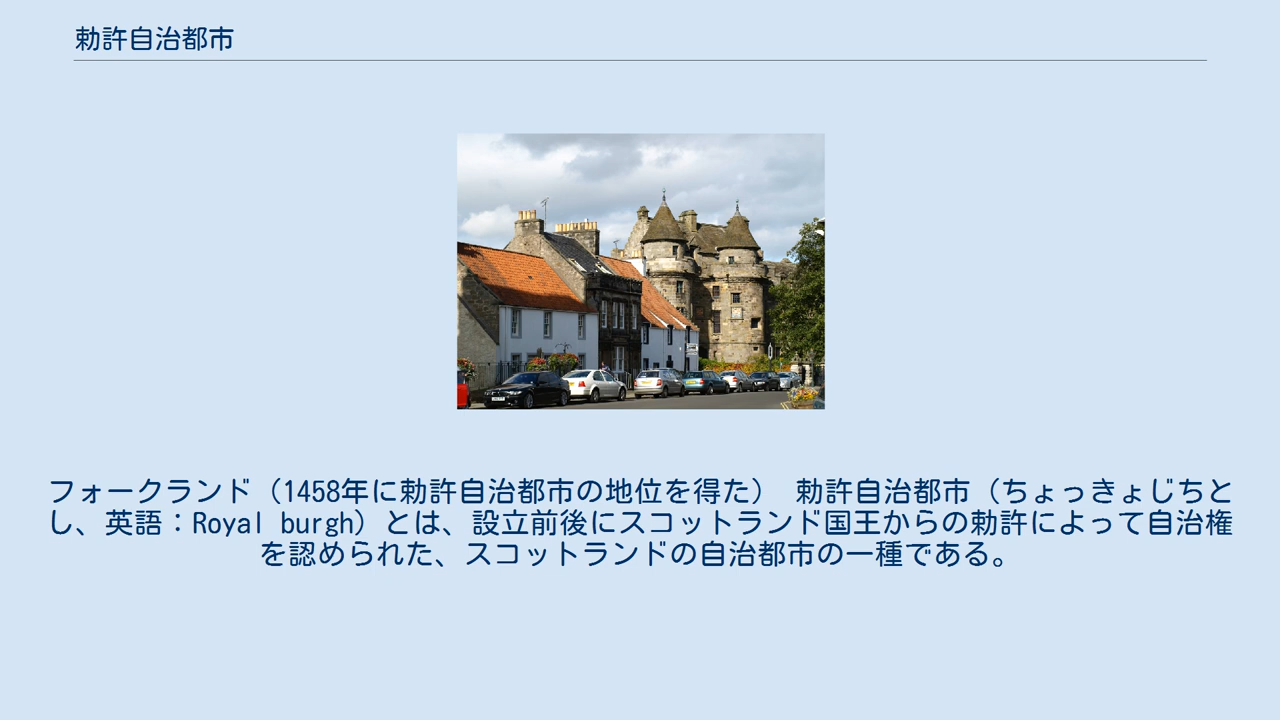 勅許自治都市
フォークランド（1458年に勅許自治都市の地位を得た） 勅許自治都市（ちょっきょじちと
し、英語：Royal burgh）とは、設立前後にスコットランド国王からの勅許によって自治権
を認められた、スコットランドの自治都市の一種である。